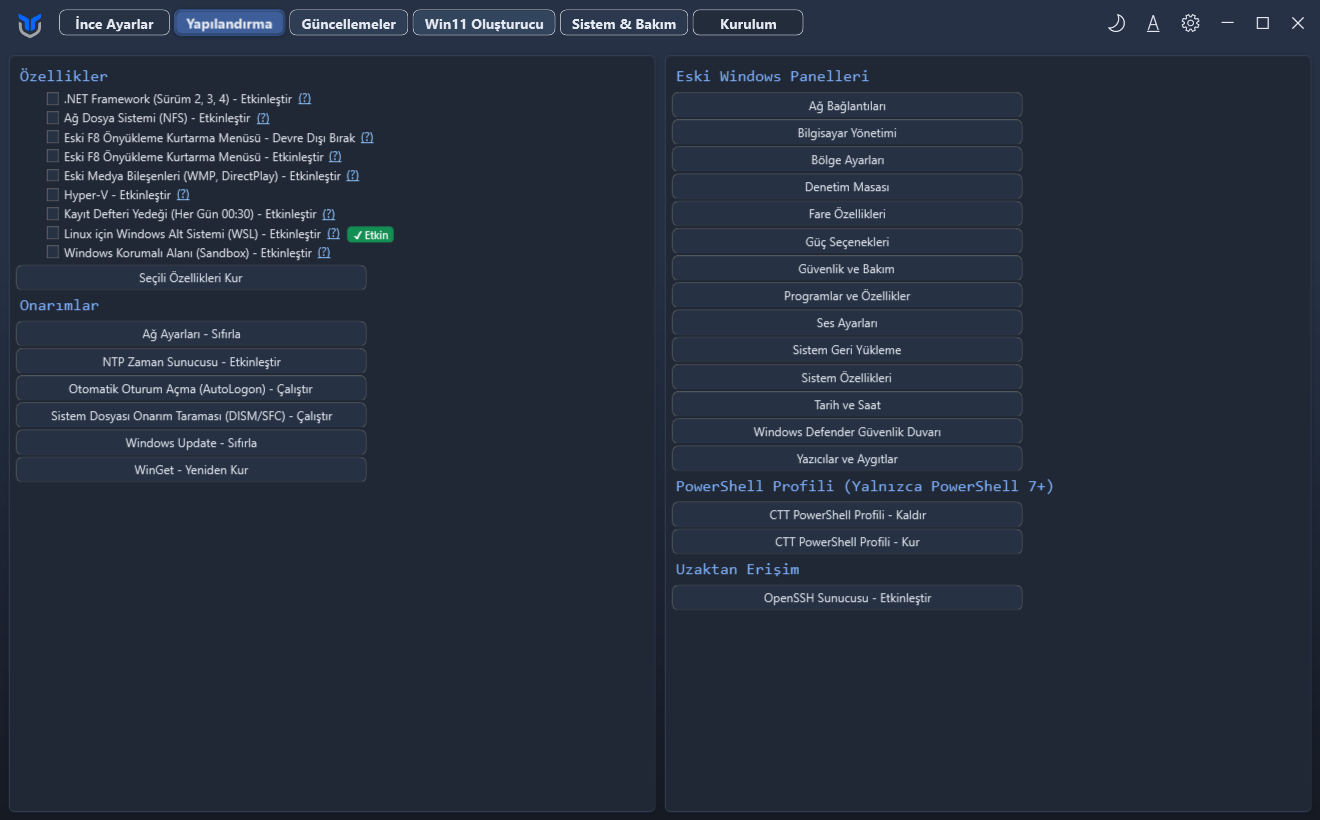 İnce Ayarlar
Yapılandırma
Güncellemeler
Win11 Oluşturucu
Sistem & Bakım
Kurulum
Özellikler
.NET Framework (Sürüm 2, 3, 4) - Etkinleştir (?)
Ağ Dosya Sistemi (NFS) - Etkinleştir (?)
Eski F8 Önyükleme Kurtarma Menüsü - Devre Dışı Bırak (?)
Eski F8 Önyükleme Kurtarma Menüsü - Etkinleştir (?)
Eski Medya Bileşenleri (WMP, DirectPlay) - Etkinleştir (?)
Hyper-V - Etkinleştir (?)
Kayıt Defteri Yedeği (Her Gün 00:30) - Etkinleştir (?)
Linux için Windows Alt Sistemi (WSL) - Etkinleştir (?) ✓ Etkin
Windows Korumalı Alanı (Sandbox) - Etkinleştir (?)
Seçili Özellikleri Kur
Onarımlar
Ağ Ayarları - Sıfırla
NTP Zaman Sunucusu - Etkinleştir
Otomatik Oturum Açma (AutoLogon) - Çalıştır
Sistem Dosyası Onarım Taraması (DISM/SFC) - Çalıştır
Windows Update - Sıfırla
WinGet - Yeniden Kur
Eski Windows Panelleri
Ağ Bağlantıları
Bilgisayar Yönetimi
Bölge Ayarları
Denetim Masası
Fare Özellikleri
Güç Seçenekleri
Güvenlik ve Bakım
Programlar ve Özellikler
Ses Ayarları
Sistem Geri Yükleme
Sistem Özellikleri
Tarih ve Saat
Windows Defender Güvenlik Duvarı
Yazıcılar ve Aygıtlar
PowerShell Profili (Yalnızca PowerShell 7+)
CTT PowerShell Profili - Kaldır
CTT PowerShell Profili - Kur
Uzaktan Erişim
OpenSSH Sunucusu - Etkinleştir